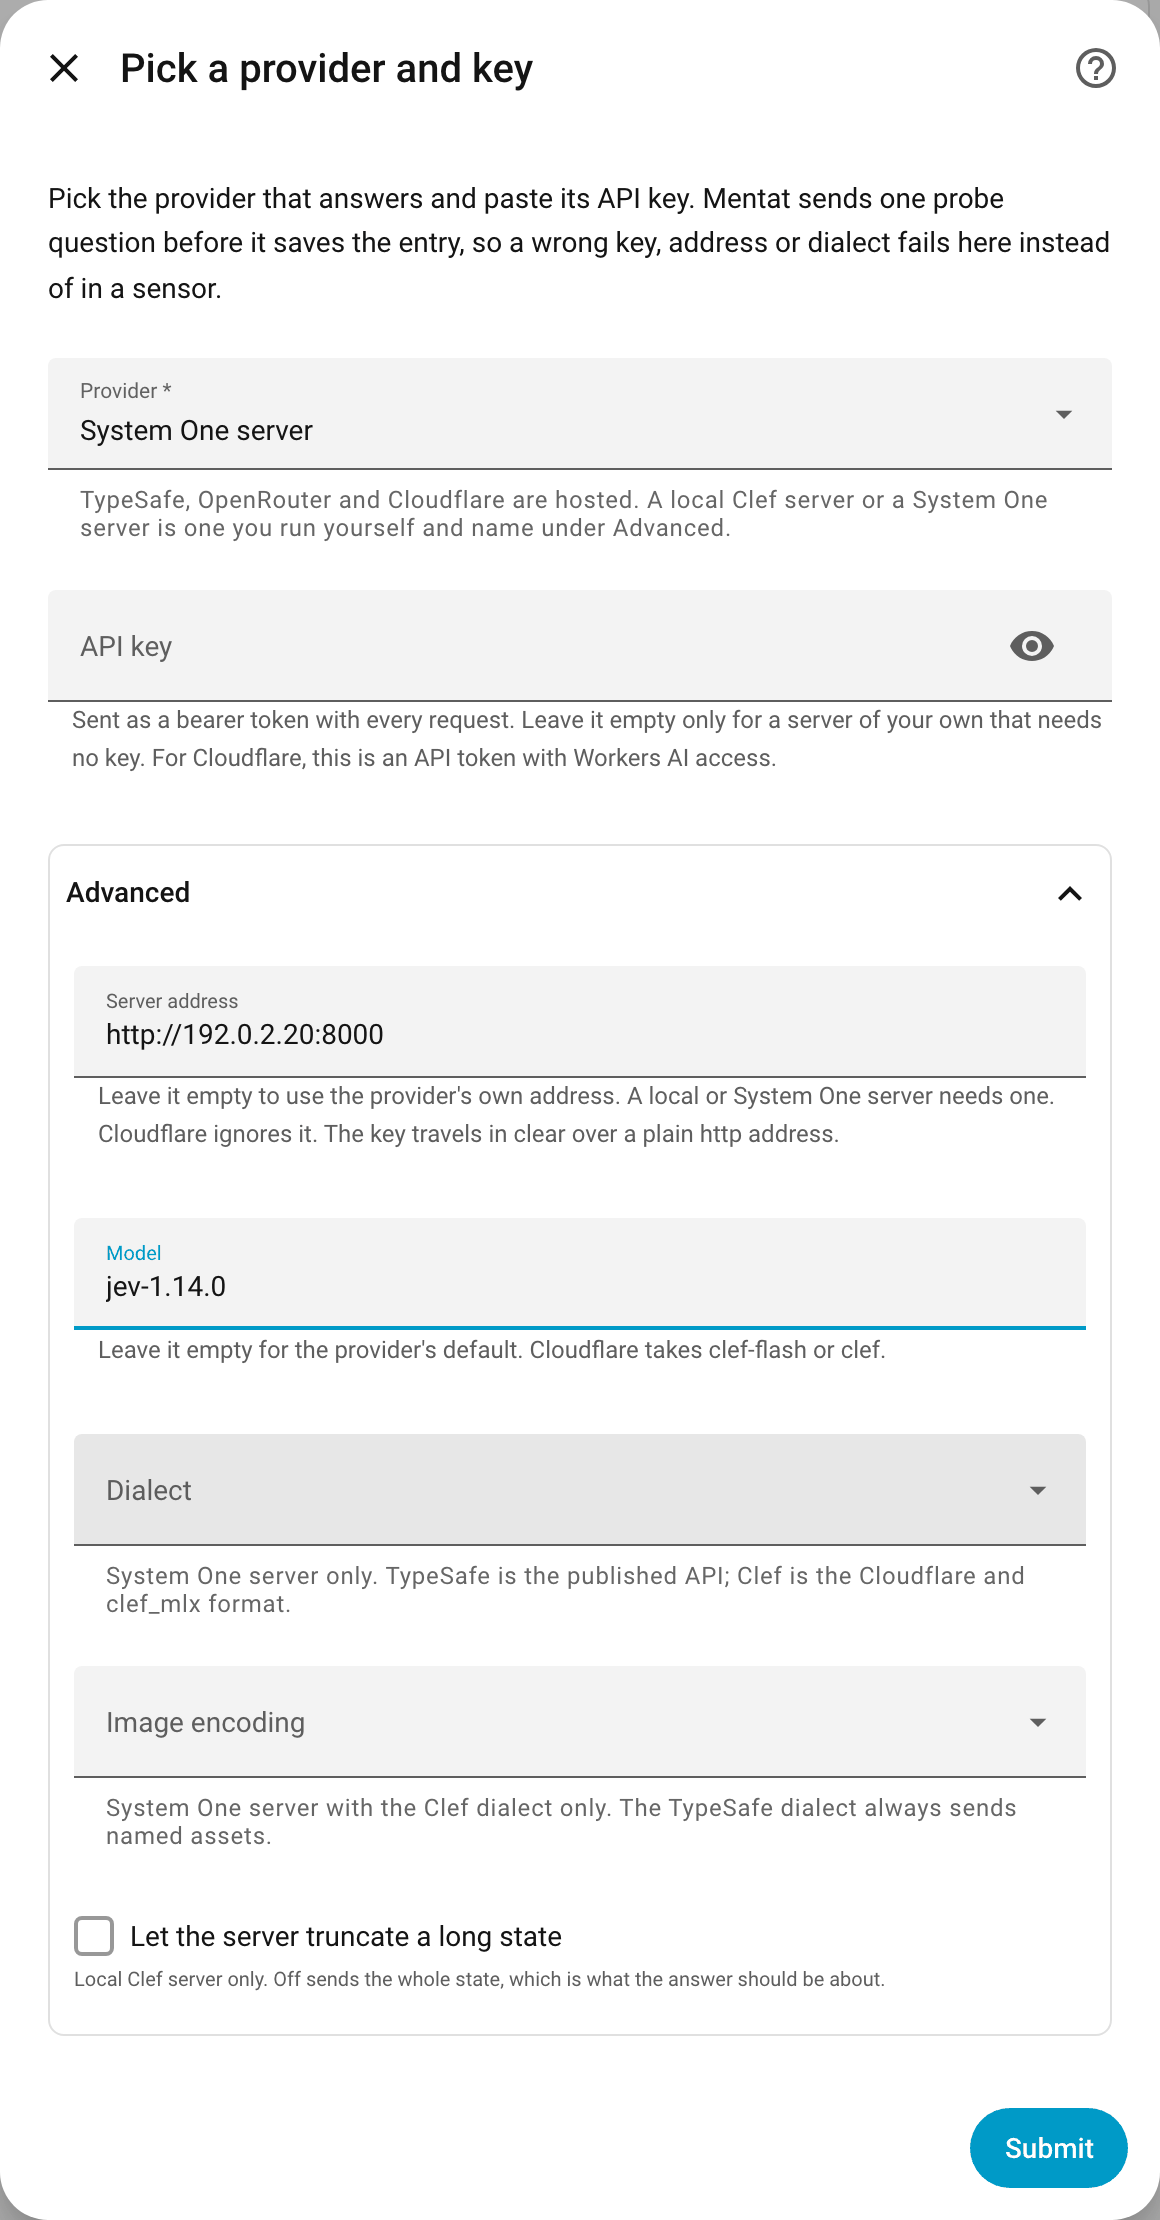 Pick a provider and key
Pick the provider that answers and paste its API key. Mentat sends one probe
question before it saves the entry, so a wrong key, address or dialect fails here instead
of in a sensor.
Provider *
System One server
TypeSafe, OpenRouter and Cloudflare are hosted. A local Clef server or a System One
server is one you run yourself and name under Advanced.
API key
Sent as a bearer token with every request. Leave it empty only for a server of your own that needs
no key. For Cloudflare, this is an API token with Workers AI access.
Advanced
Server address
http://192.0.2.20:8000
Leave it empty to use the provider's own address. A local or System One server needs one.
Cloudflare ignores it. The key travels in clear over a plain http address.
Model
jev-1.14.0
Leave it empty for the provider's default. Cloudflare takes clef-flash or clef.
Dialect
System One server only. TypeSafe is the published API; Clef is the Cloudflare and
clef_mlx format.
Image encoding
System One server with the Clef dialect only. The TypeSafe dialect always sends
named assets.
Let the server truncate a long state
Local Clef server only. Off sends the whole state, which is what the answer should be about.
Submit